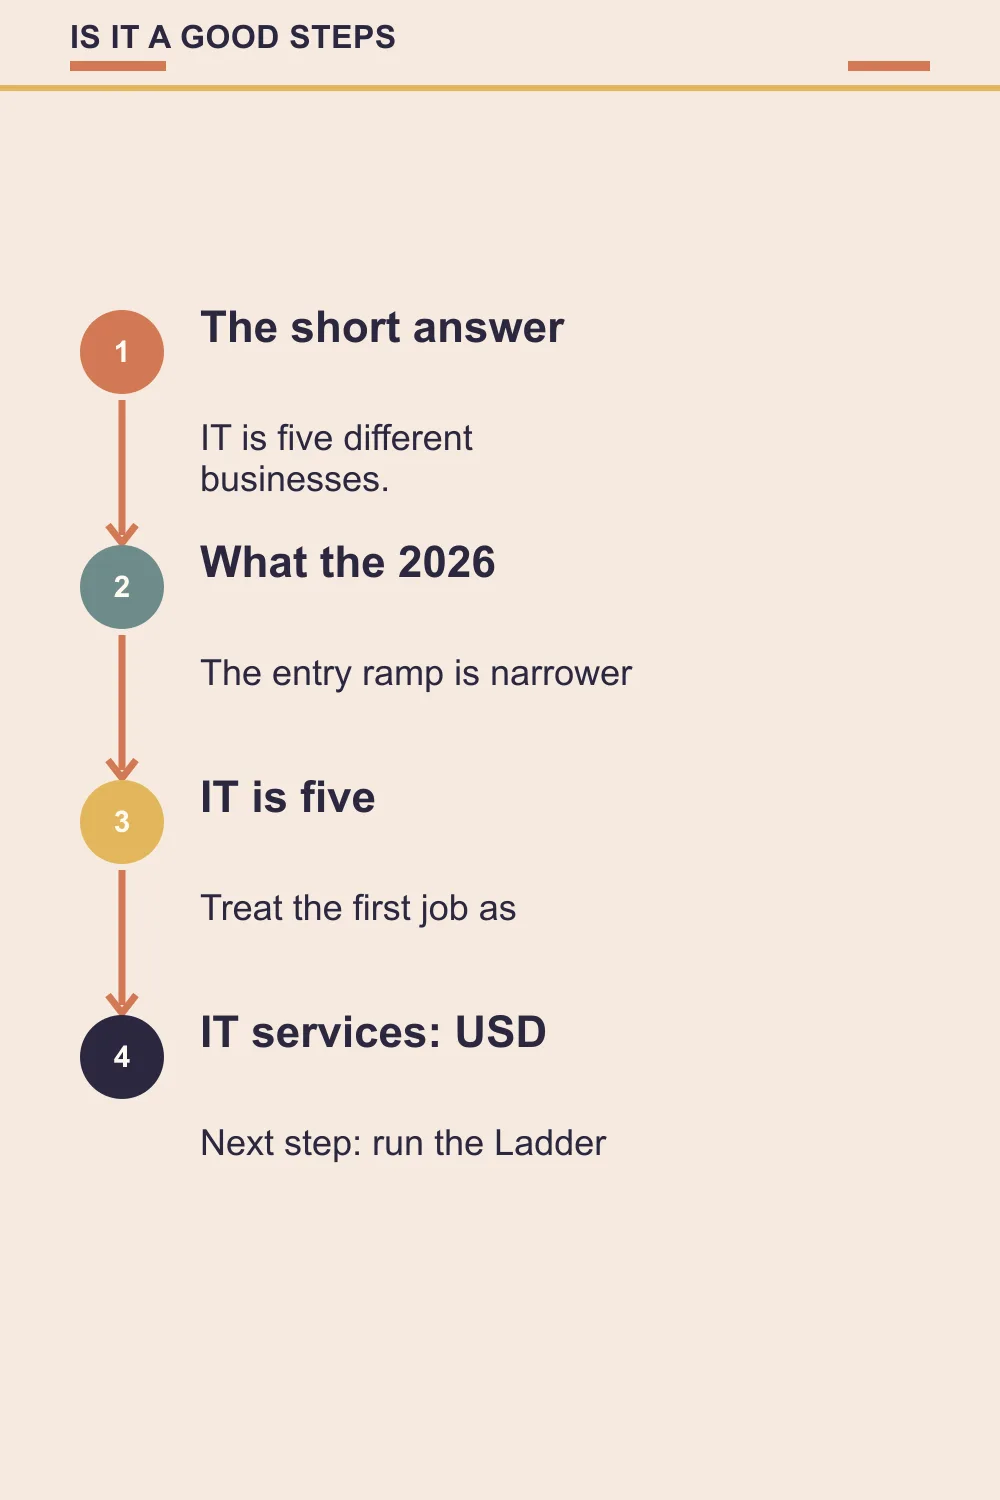 IS IT A GOOD STEPS
1
The short answer
IT is five different
businesses.
2
What the 2026
The entry ramp is narrower
3
IT is five
Treat the first job as
4
IT services: USD
Next step: run the Ladder